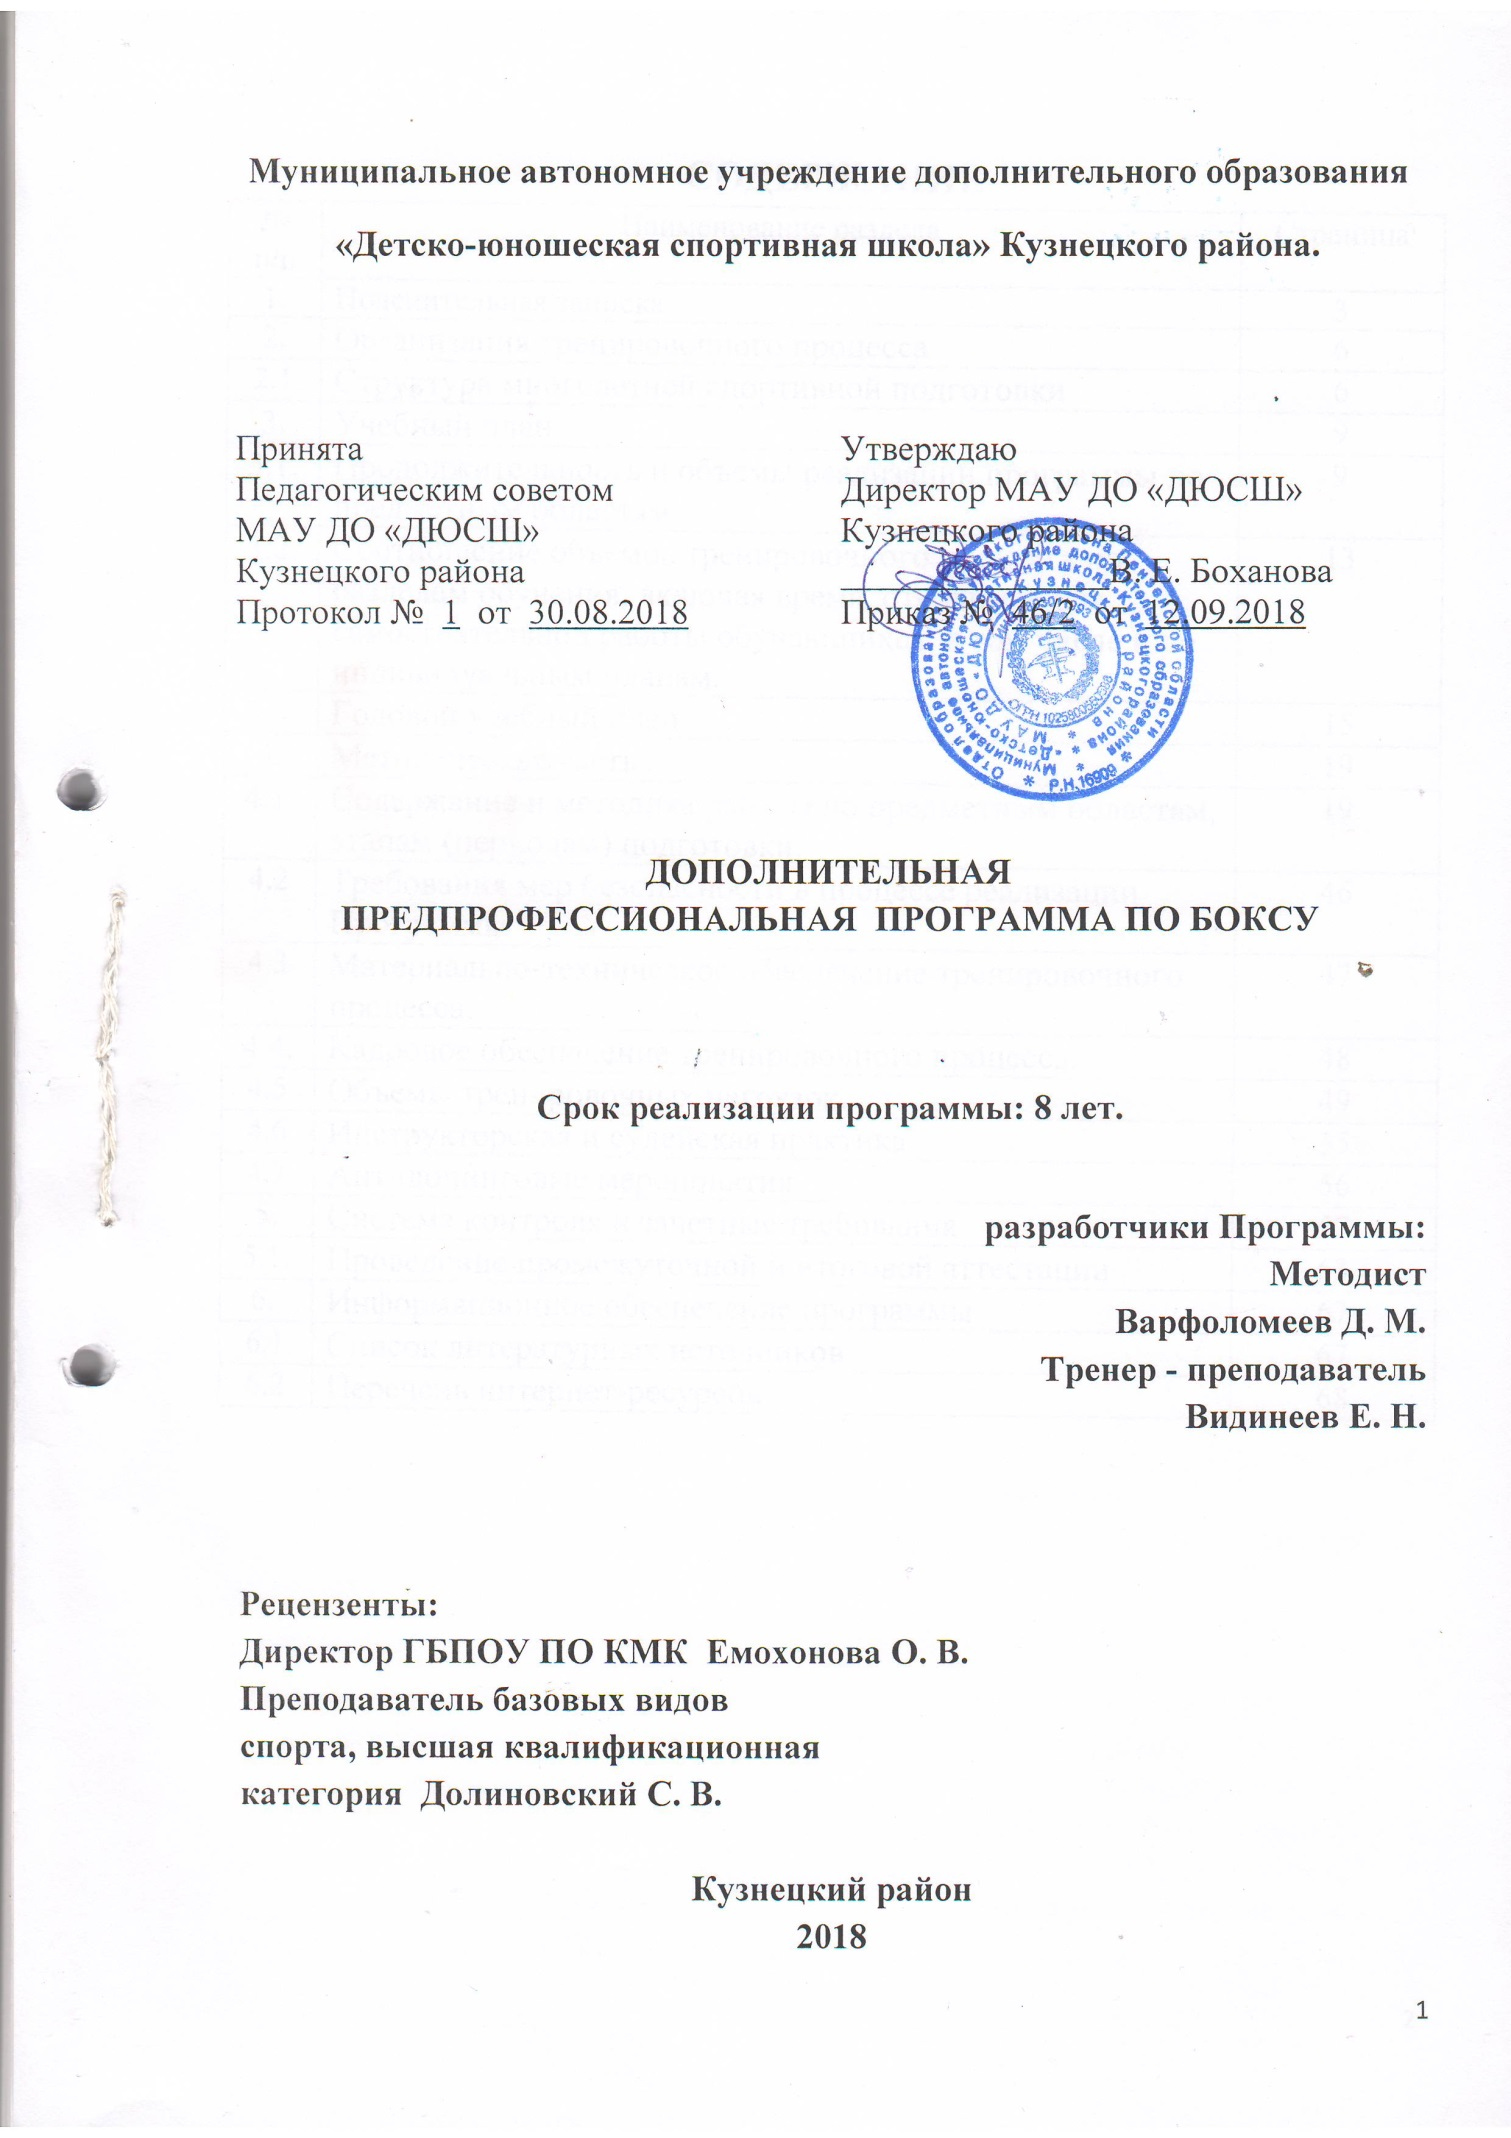 Муниципальное автономное учреждение дополнительного образования
«Детско-юношеская спортивная школа» Кузнецкого района.
Принята
Педагогическим советом
МАУ ДО «ДЮСШ»
Кузнецкого района
Протокол № 1 от 30.08.2018
Утверждаю
Директор МАУ ДО «ДЮСШ»
Кузнецкого района
В. Е. Боханова
Приказ № 46/2 от 12.09.2018
Р.Н.16909
ДОПОЛНИТЕЛЬНАЯ
ПРЕДПРОФЕССИОНАЛЬНАЯ ПРОГРАММА ПО БОКСУ
Срок реализации программы: 8 лет.
разработчики Программы:
Методист
Варфоломеев Д. М.
Тренер - преподаватель
Видинеев Е. Н.
Рецензенты:
Директор ГБПОУ ПО КМК Емохонова О. В.
Преподаватель базовых видов
спорта, высшая квалификационная
категория Долиновский С. В.
Кузнецкий район
2018
1